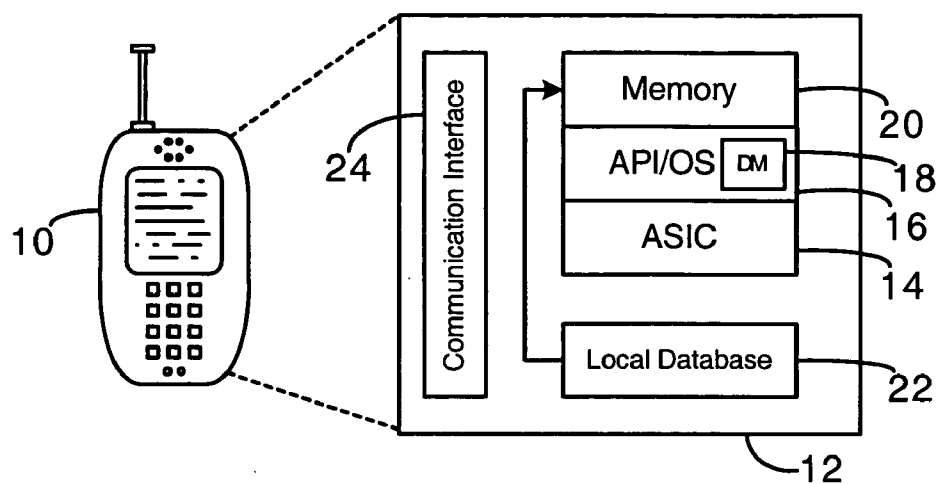 Memory
20
24
Communication Interface
API/OS
DM
18
16
10
ASIC
14
Local Database
22
12